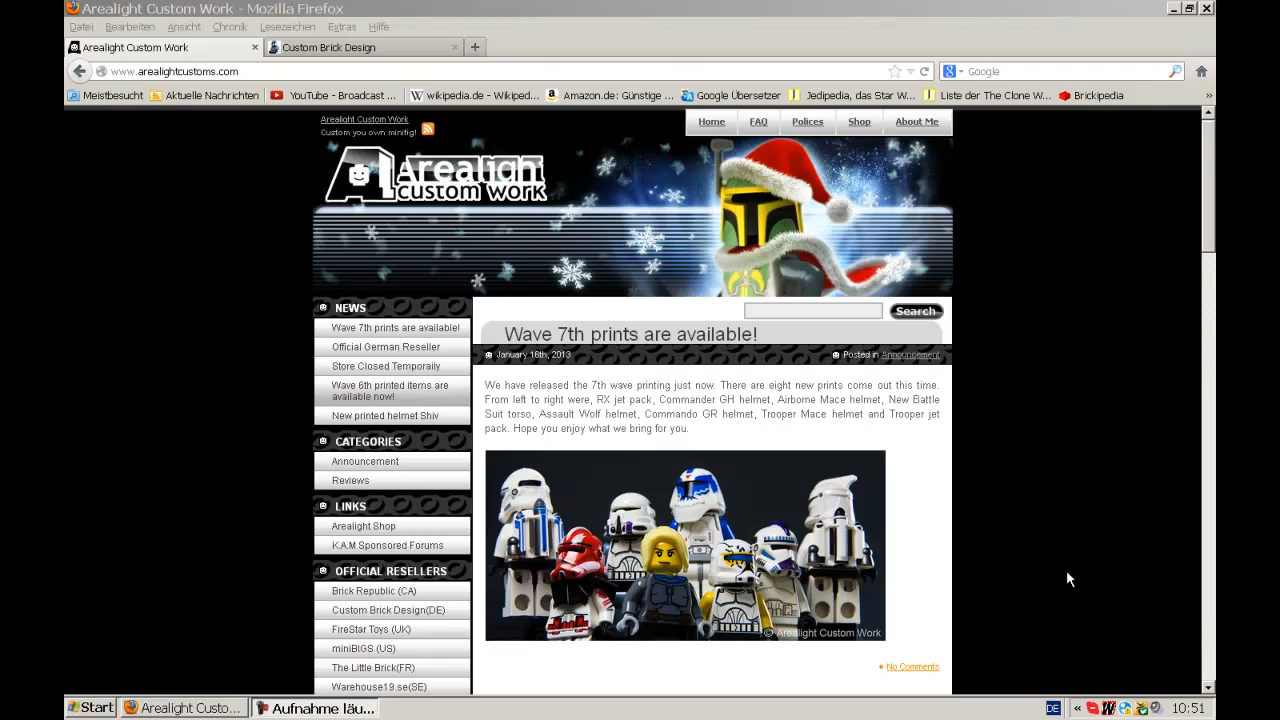 Arealight Custom Work - Mozilla Firefox
Datei Bearbeiten Ansicht Chronik Lesezeichen Extras Hilfe
Arealight Custom Work × Custom Brick Design × +
www.arealightcustoms.com Google
Meistbesucht Aktuelle Nachrichten YouTube - Broadcast ... wikipedia.de - Wikiped... Amazon.de: Günstige ... Google Übersetzer Jedipedia, das Star W... Liste der The Clone W... Brickipedia »
Arealight Custom Work
Custom you own minifig!
Home FAQ Polices Shop About Me
Arealight
custom work
NEWS
Wave 7th prints are available!
Official German Reseller
Store Closed Temporaily
Wave 6th printed items are
available now!
New printed helmet Shiv
CATEGORIES
Announcement
Reviews
LINKS
Arealight Shop
K.A.M Sponsored Forums
OFFICIAL RESELLERS
Brick Republic (CA)
Custom Brick Design(DE)
FireStar Toys (UK)
miniBIGS (US)
The Little Brick(FR)
Warehouse19.se(SE)
Search
Wave 7th prints are available!
January 16th, 2013 Posted in Announcement
We have released the 7th wave printing just now. There are eight new prints come out this time.
From left to right were, RX jet pack, Commander GH helmet, Airborne Mace helmet, New Battle
Suit torso, Assault Wolf helmet, Commando GR helmet, Trooper Mace helmet and Trooper jet
pack. Hope you enjoy what we bring for you.
© Arealight Custom Work
No Comments
Start Arealight Custo... Aufnahme läu... DE « 10:51